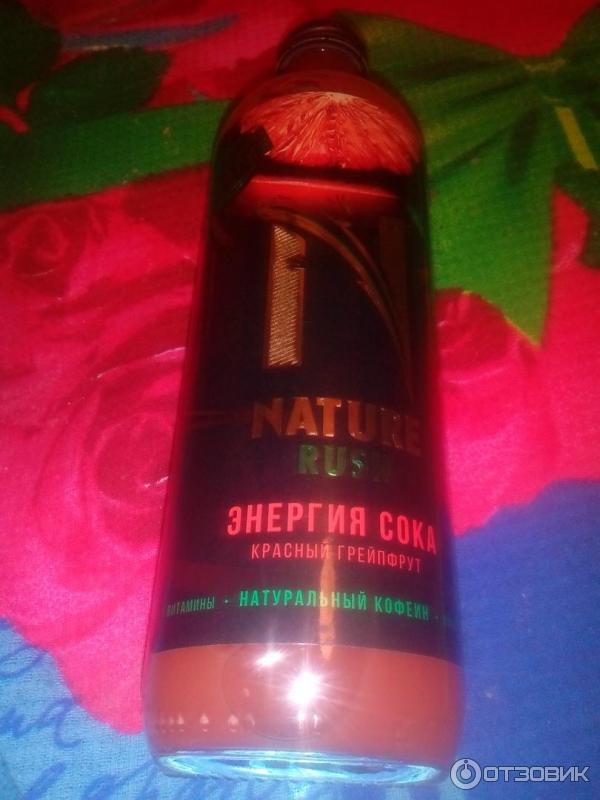 N
NATURE
RUSH
ЭНЕРГИЯ СОКА
КРАСНЫЙ ГРЕЙПФРУТ
ВИТАМИНЫ • НАТУРАЛЬНЫЙ КОФЕИН •
ОТЗОВИК